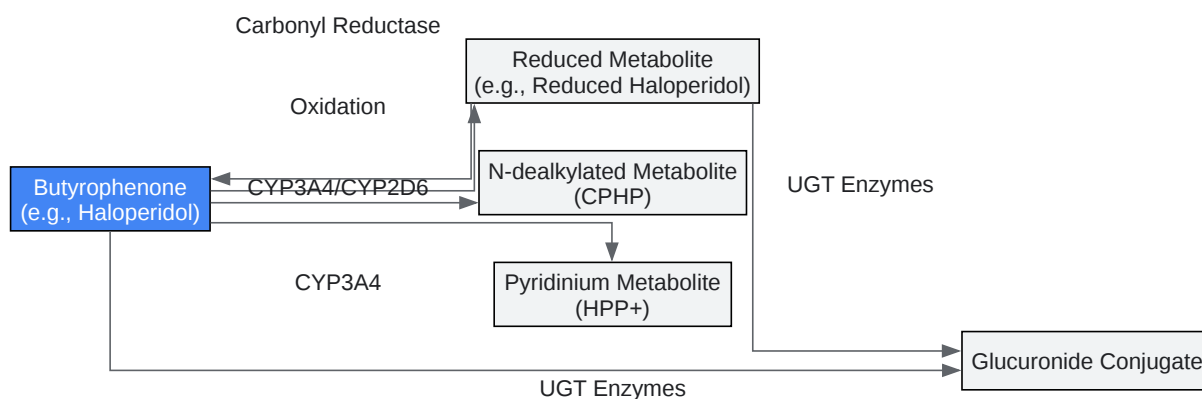 Carbonyl Reductase
Reduced Metabolite
(e.g., Reduced Haloperidol)
Oxidation
Butyrophenone
(e.g., Haloperidol)
CYP3A4/CYP2D6
N-dealkylated Metabolite
(CPHP)
UGT Enzymes
CYP3A4
Pyridinium Metabolite
(HPP+)
Glucuronide Conjugate
UGT Enzymes